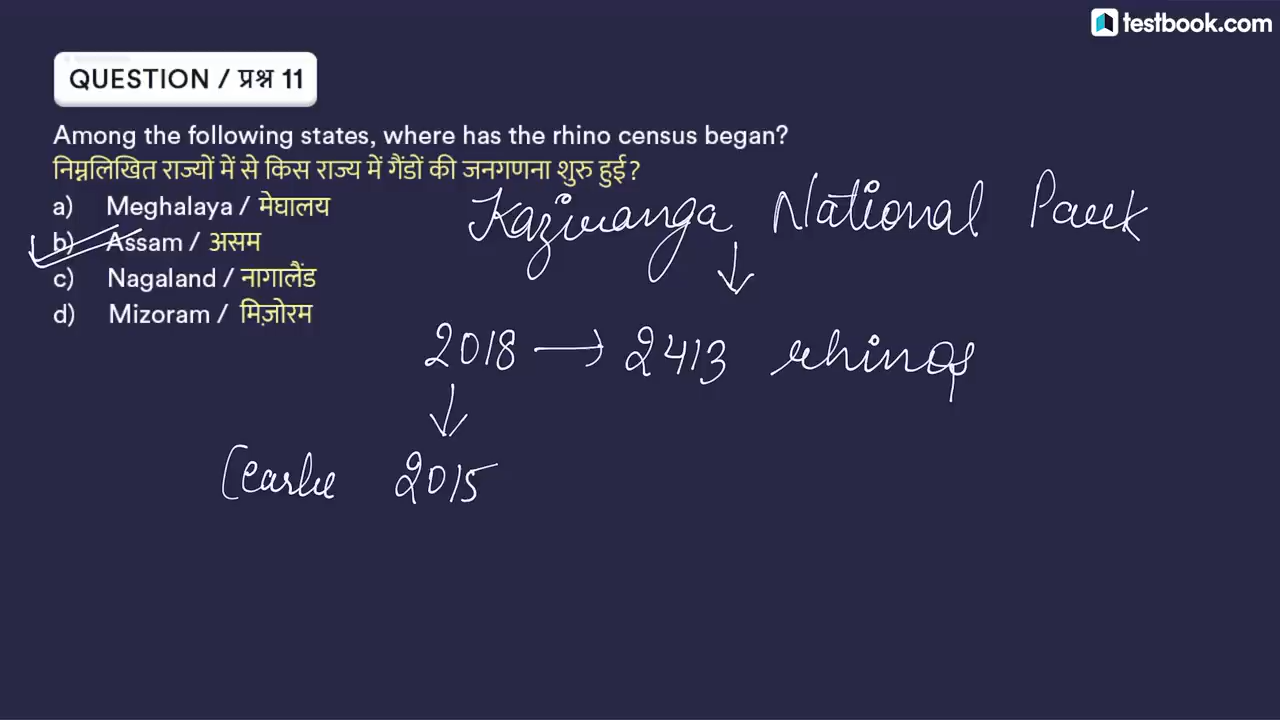 testbook.com
QUESTION / प्रश्न 11
Among the following states, where has the rhino census began?
निम्नलिखित राज्यों में से किस राज्य में गैंडों की जनगणना शुरु हुई?
a) Meghalaya / मेघालय
b) Assam / असम
c) Nagaland / नागालैंड
d) Mizoram / मिज़ोरम
Kaziranga National Park
2018 → 2413 rhinos
2015